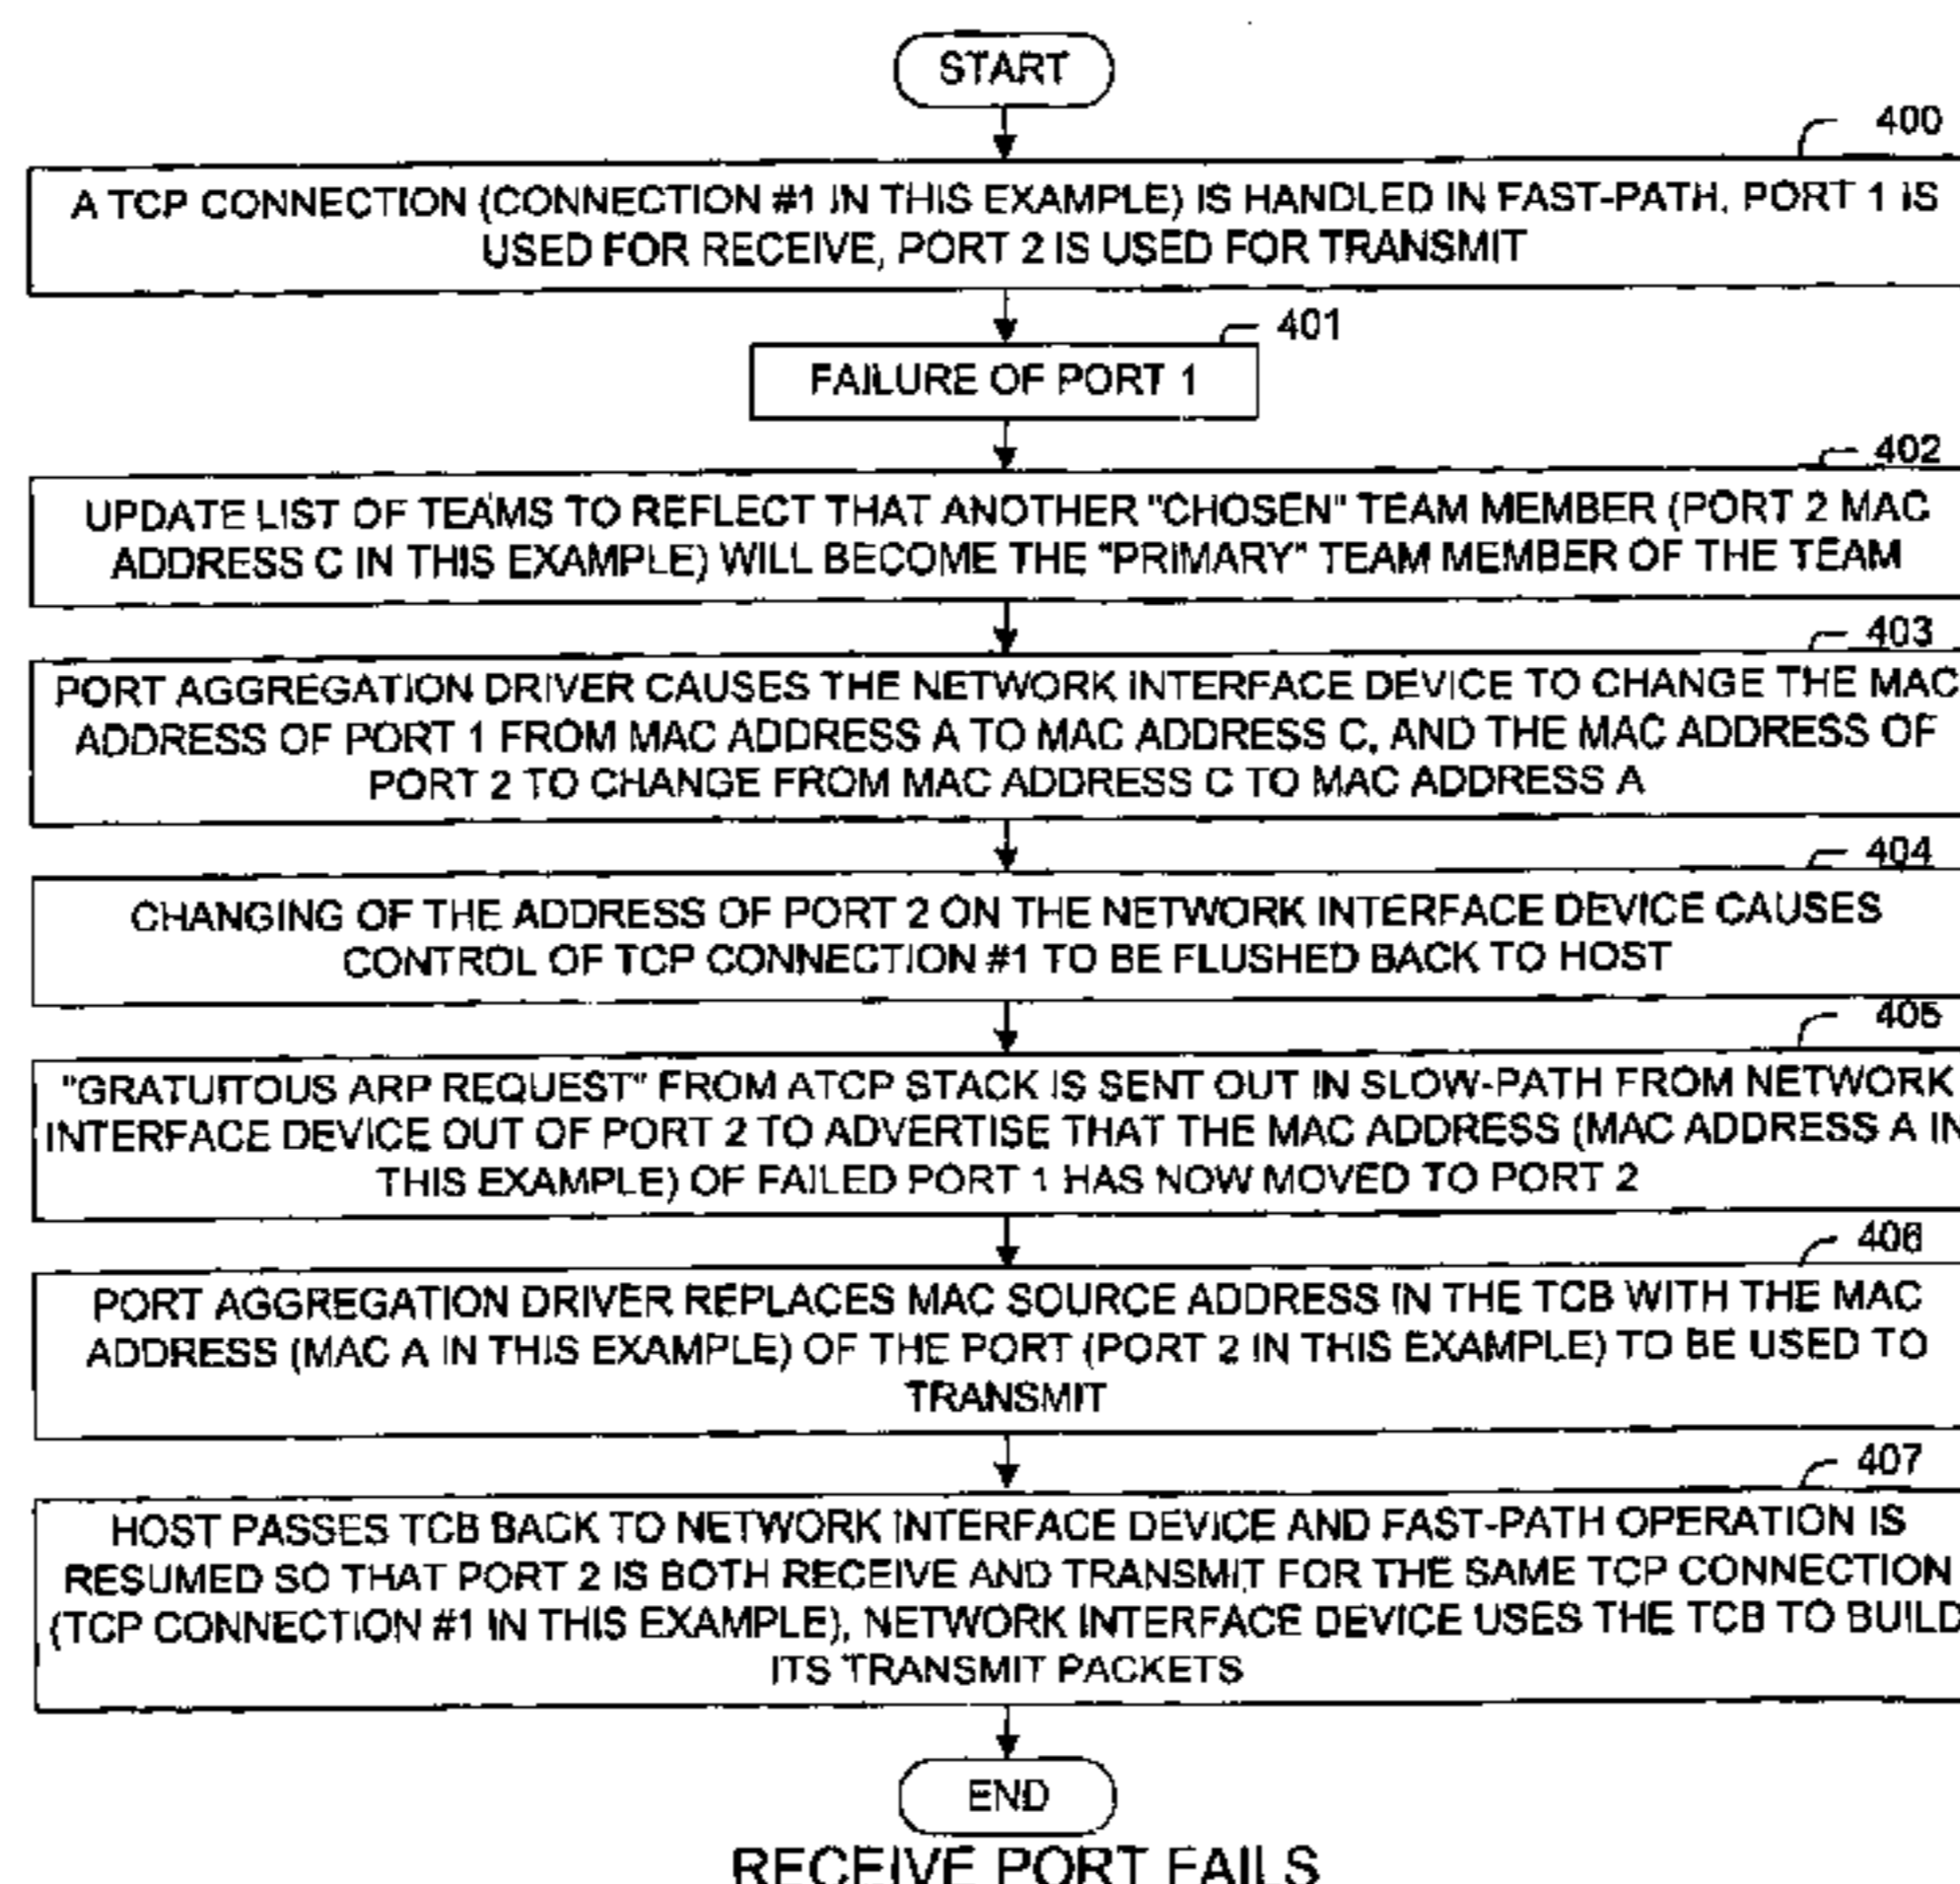 START
400
A TCP CONNECTION (CONNECTION #1 IN THIS EXAMPLE) IS HANDLED IN FAST-PATH, PORT 1 IS
USED FOR RECEIVE, PORT 2 IS USED FOR TRANSMIT
401
FAILURE OF PORT 1
402
UPDATE LIST OF TEAMS TO REFLECT THAT ANOTHER "CHOSEN" TEAM MEMBER (PORT 2 MAC
ADDRESS C IN THIS EXAMPLE) WILL BECOME THE "PRIMARY" TEAM MEMBER OF THE TEAM
403
PORT AGGREGATION DRIVER CAUSES THE NETWORK INTERFACE DEVICE TO CHANGE THE MAC
ADDRESS OF PORT 1 FROM MAC ADDRESS A TO MAC ADDRESS C, AND THE MAC ADDRESS OF
PORT 2 TO CHANGE FROM MAC ADDRESS C TO MAC ADDRESS A
404
CHANGING OF THE ADDRESS OF PORT 2 ON THE NETWORK INTERFACE DEVICE CAUSES
CONTROL OF TCP CONNECTION #1 TO BE FLUSHED BACK TO HOST
405
"GRATUITOUS ARP REQUEST" FROM ATCP STACK IS SENT OUT IN SLOW-PATH FROM NETWORK
INTERFACE DEVICE OUT OF PORT 2 TO ADVERTISE THAT THE MAC ADDRESS (MAC ADDRESS A IN
THIS EXAMPLE) OF FAILED PORT 1 HAS NOW MOVED TO PORT 2
406
PORT AGGREGATION DRIVER REPLACES MAC SOURCE ADDRESS IN THE TCB WITH THE MAC
ADDRESS (MAC A IN THIS EXAMPLE) OF THE PORT (PORT 2 IN THIS EXAMPLE) TO BE USED TO
TRANSMIT
407
HOST PASSES TCB BACK TO NETWORK INTERFACE DEVICE AND FAST-PATH OPERATION IS
RESUMED SO THAT PORT 2 IS BOTH RECEIVE AND TRANSMIT FOR THE SAME TCP CONNECTION
(TCP CONNECTION #1 IN THIS EXAMPLE), NETWORK INTERFACE DEVICE USES THE TCB TO BUILD
ITS TRANSMIT PACKETS
END
RECEIVE PORT FAILS